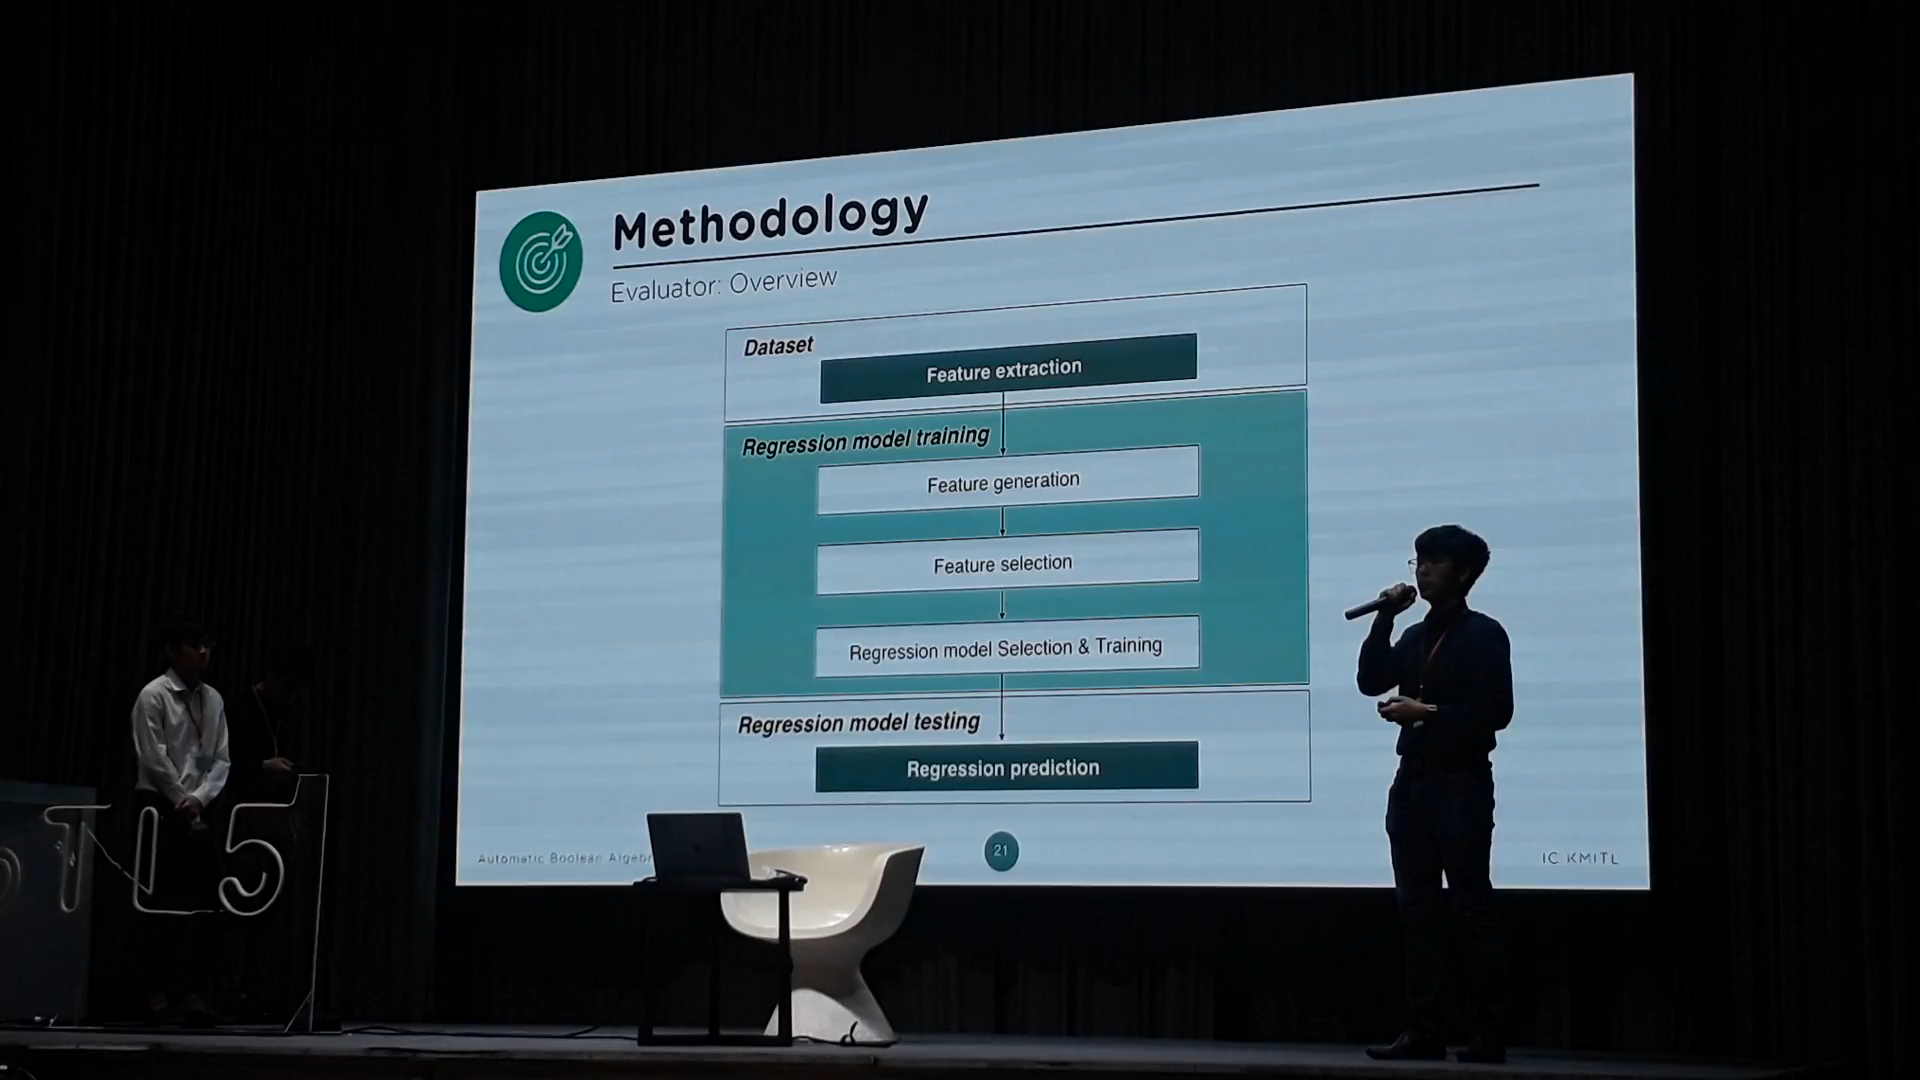 Methodology
Evaluator: Overview
Dataset
Feature extraction
Regression model training
Feature generation
Feature selection
Regression model Selection & Training
Regression model testing
Regression prediction
Automatic Boolean
21
IC KMITL